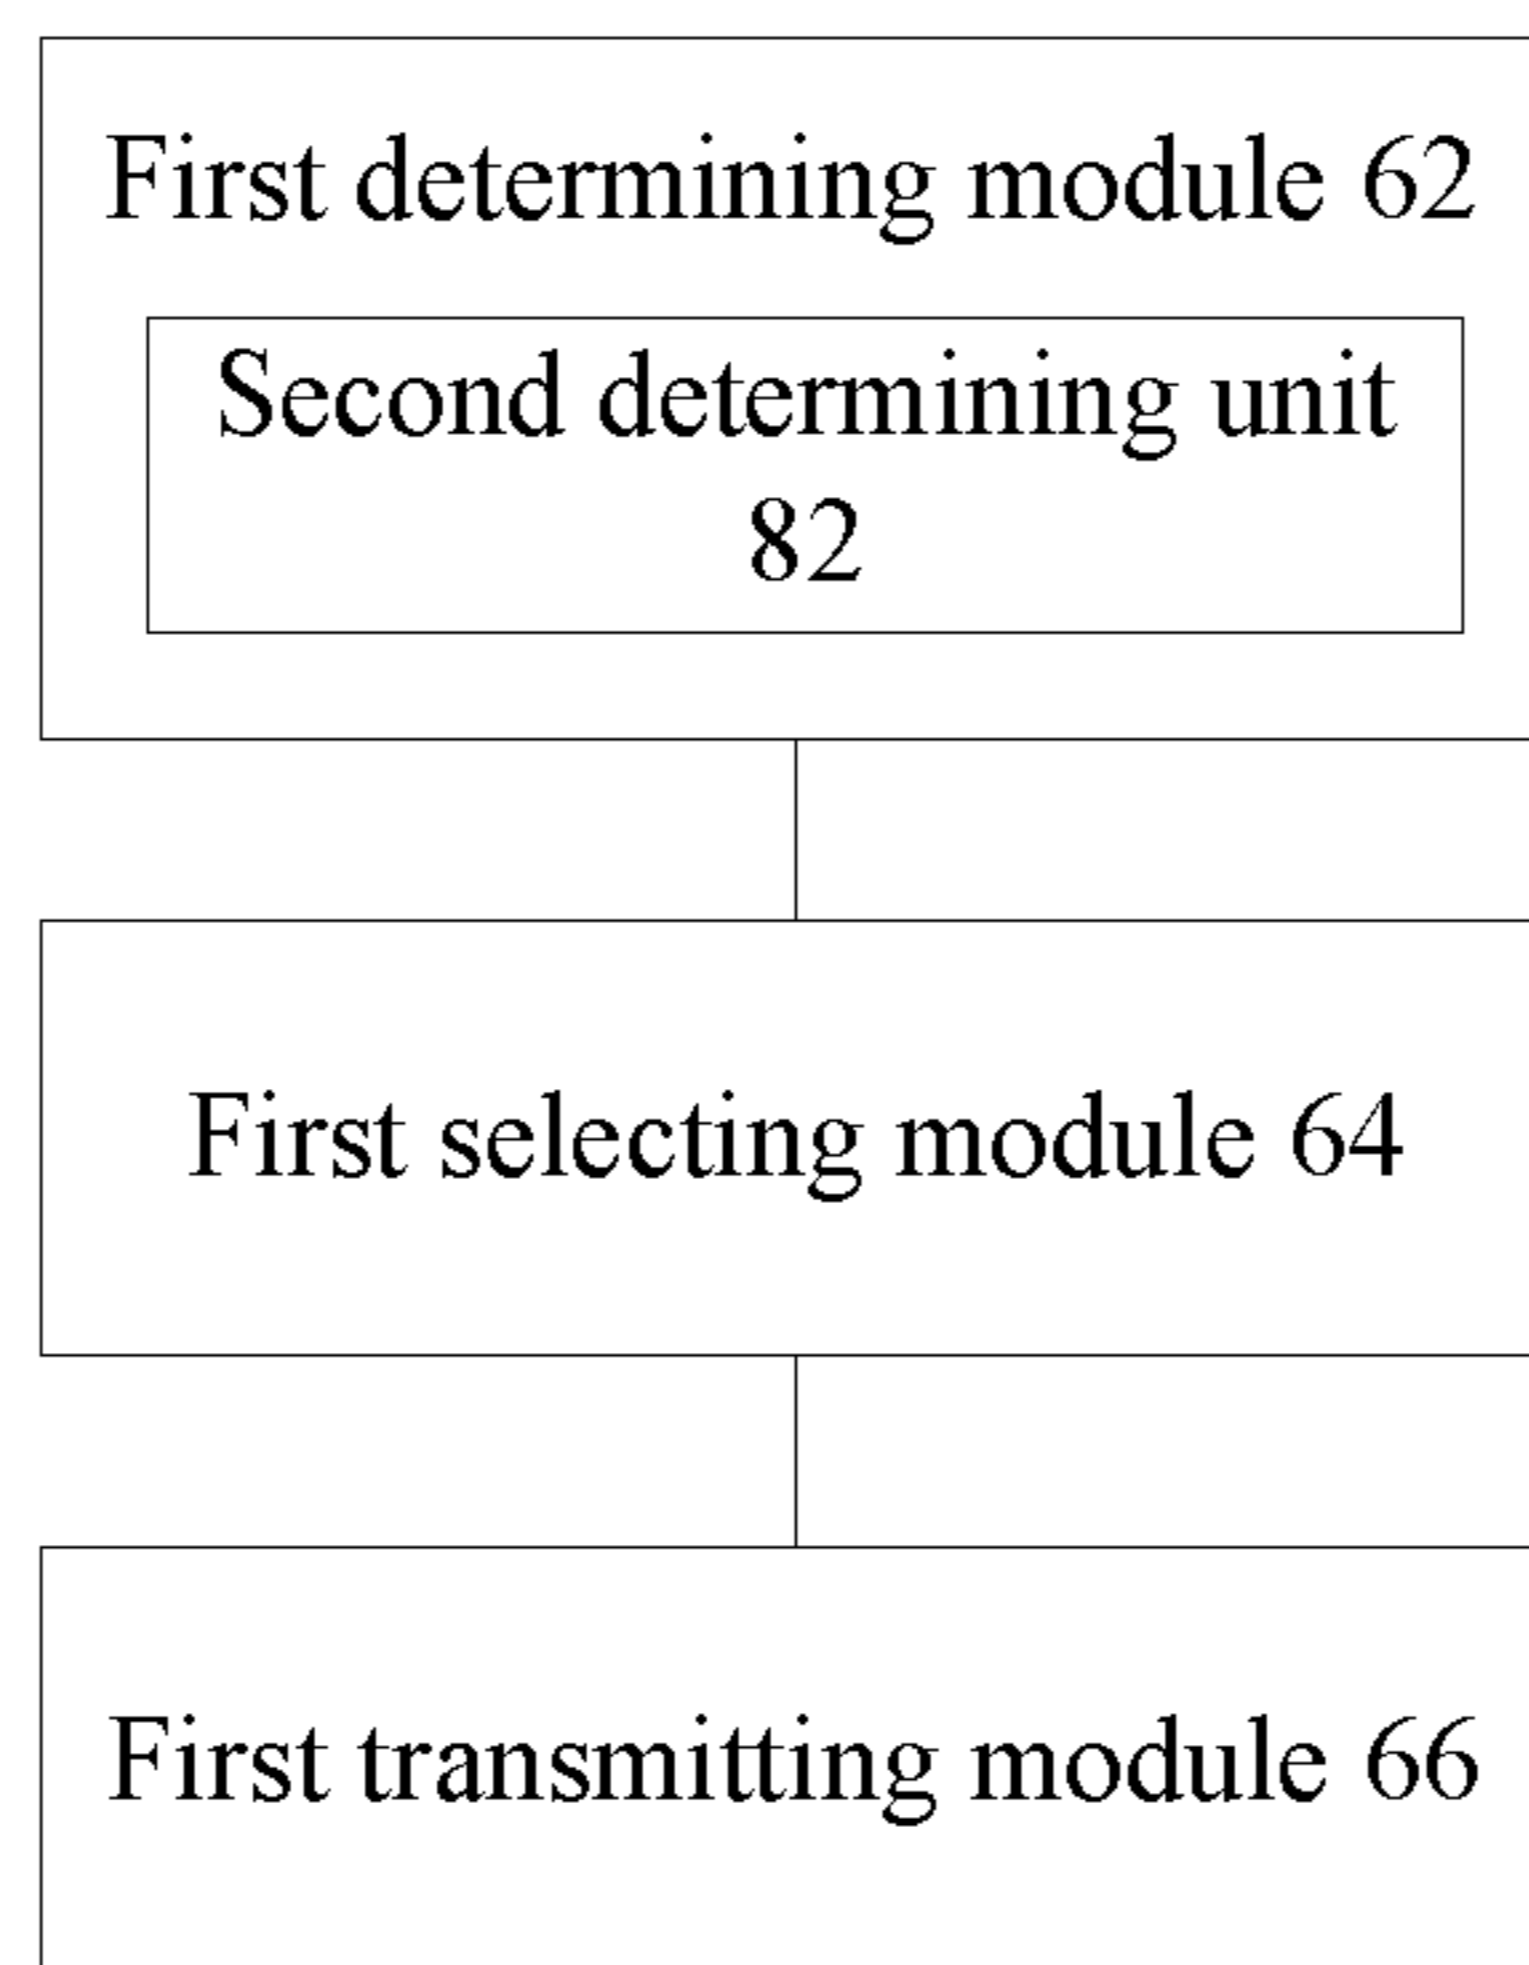 First determining module 62
Second determining unit
82
First selecting module 64
First transmitting module 66